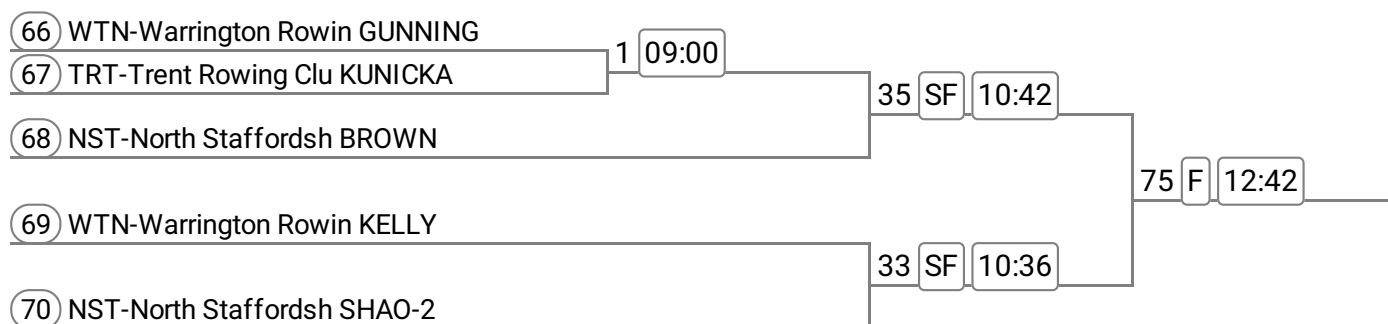 66 WTN-Warrington Rowin GUNNING
1 09:00
67 TRT-Trent Rowing Clu KUNICKA
35 SF 10:42
68 NST-North Staffordsh BROWN
75 F 12:42
69 WTN-Warrington Rowin KELLY
33 SF 10:36
70 NST-North Staffordsh SHAO-2